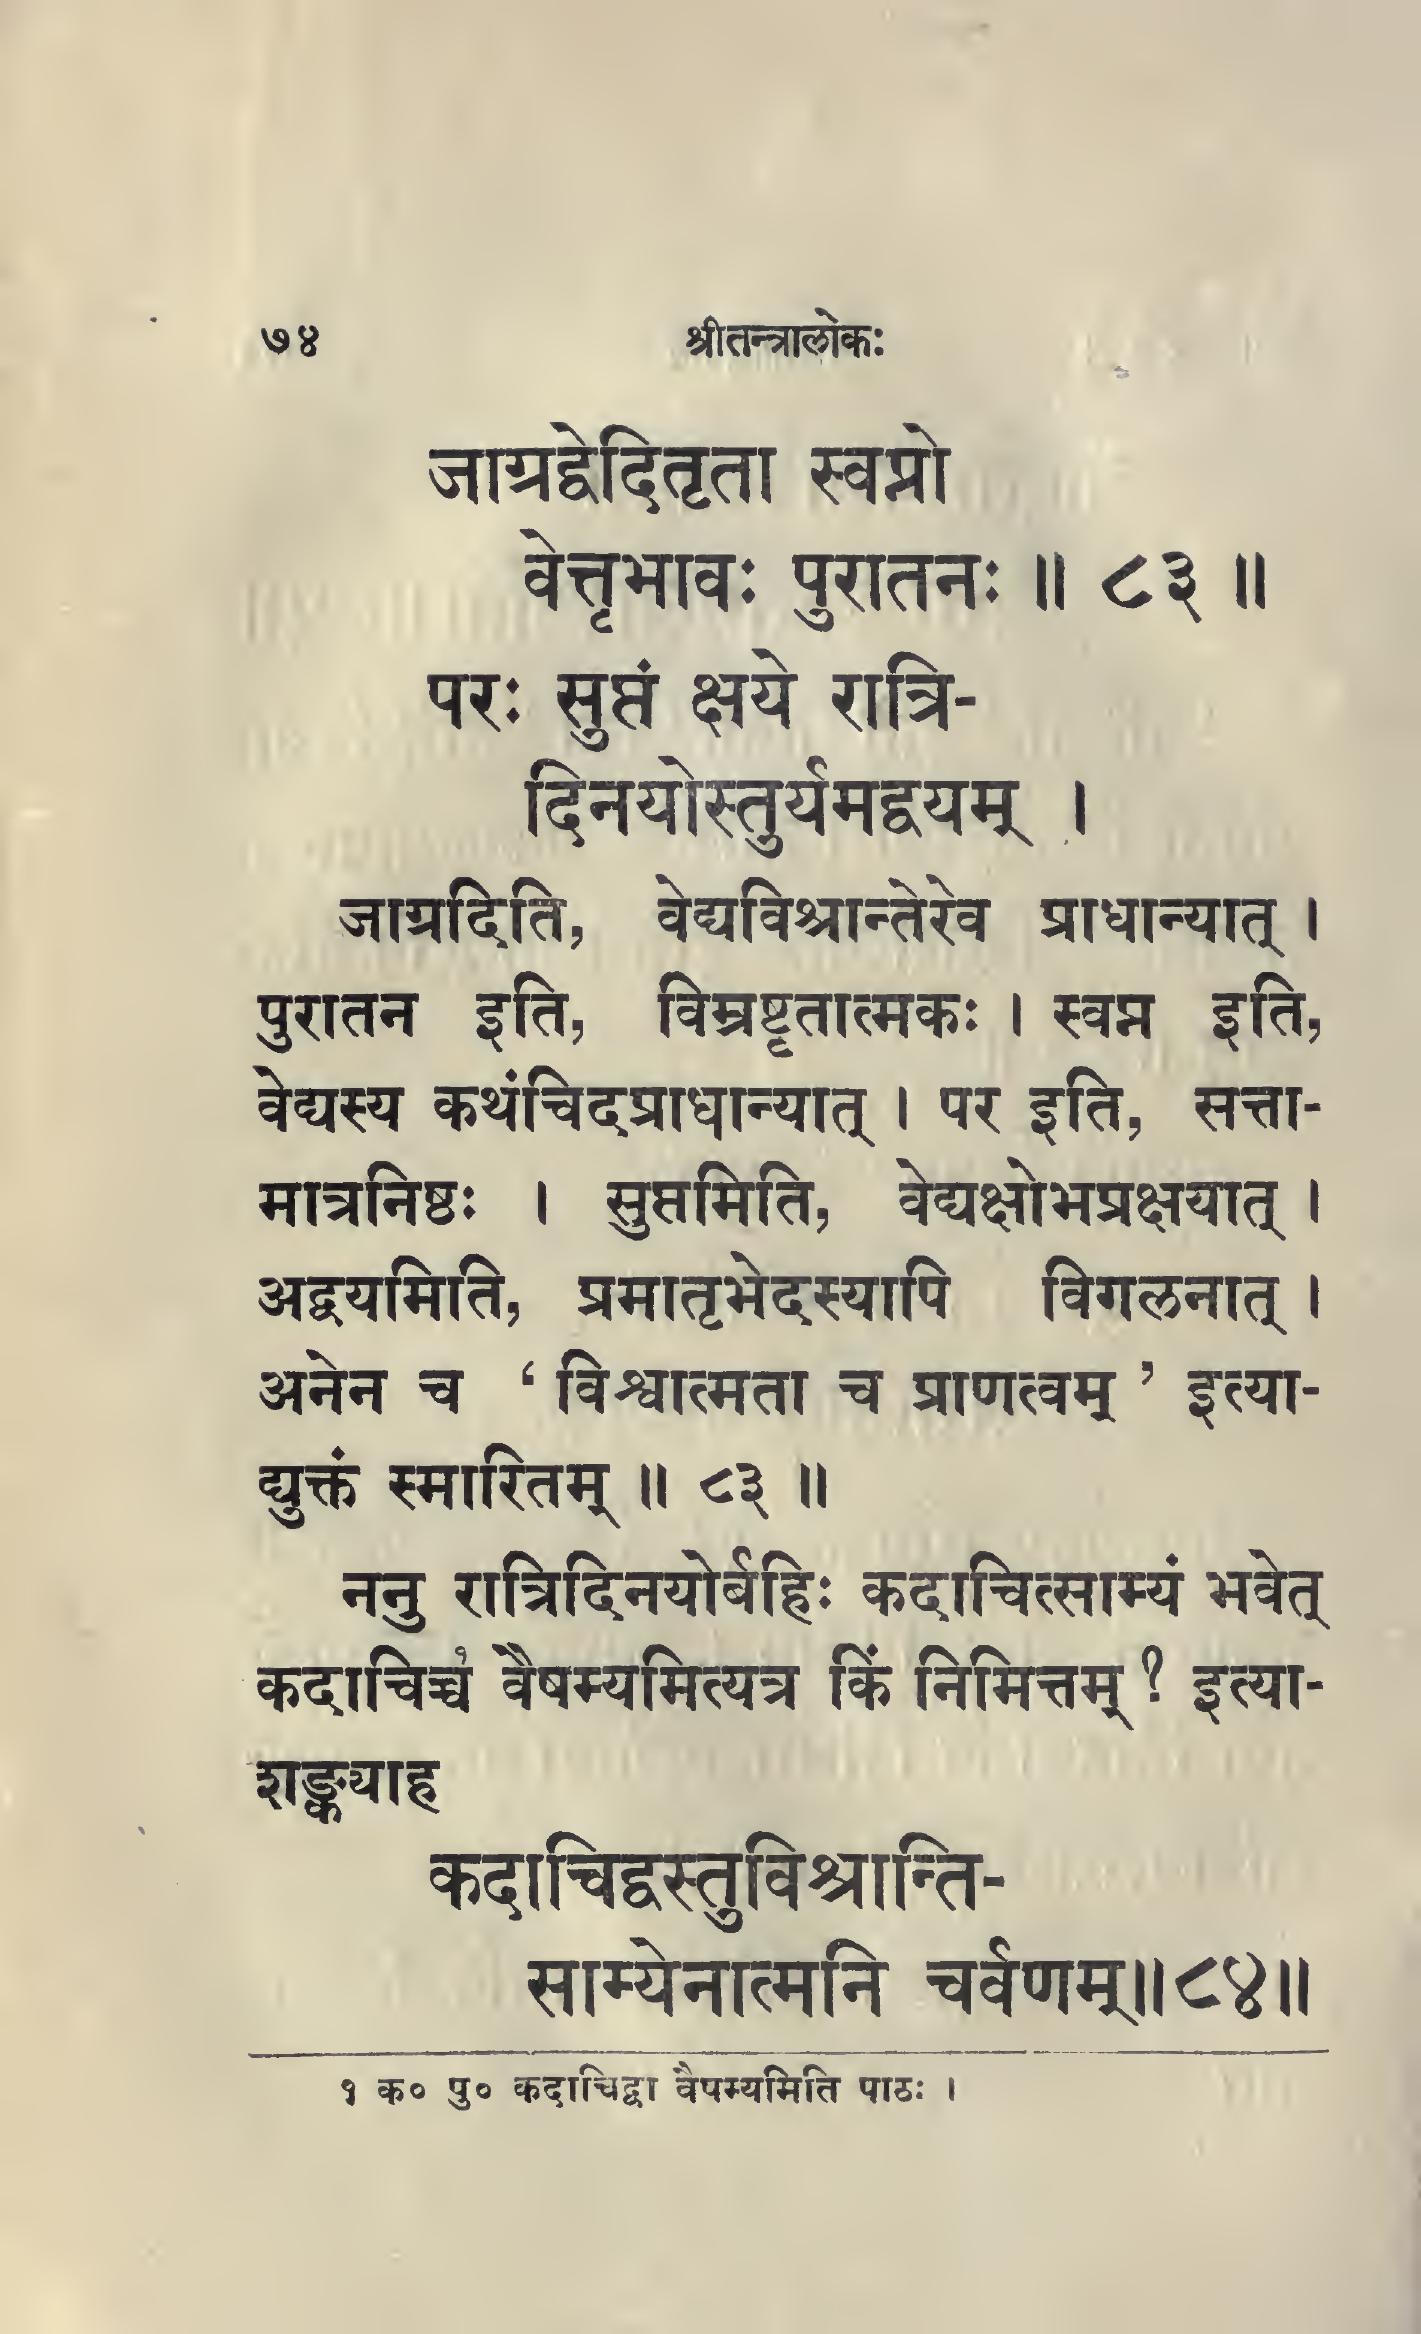 ७४ श्रीतन्त्रालोकः
जाग्रद्वेदितृता स्वप्नो
वेत्तृभावः पुरातनः ॥ ८३ ॥
परः सुप्तं क्षये रात्रि-
दिनयोस्तुर्यमद्वयम् ।
जाग्रदिति, वेद्यविश्रान्तेरेव प्राधान्यात् ।
पुरातन इति, विम्रष्टृतात्मकः । स्वप्न इति,
वेद्यस्य कथंचिदप्राधान्यात् । पर इति, सत्ता-
मात्रनिष्ठः । सुप्तमिति, वेद्यक्षोभप्रक्षयात् ।
अद्वयमिति, प्रमातृभेदस्यापि विगलनात् ।
अनेन च ‘ विश्वात्मता च प्राणत्वम् ’ इत्या-
द्युक्तं स्मारितम् ॥ ८३ ॥
ननु रात्रिदिनयोर्बहिः कदाचित्साम्यं भवेत्
कदाचिच्च१ वैषम्यमित्यत्र किं निमित्तम् ? इत्या-
शङ्क्याह
कदाचिद्वस्तुविश्रान्ति-
साम्येनात्मनि चर्वणम्॥८४॥
१ क० पु० कदाचिद्वा वैषम्यमिति पाठः ।